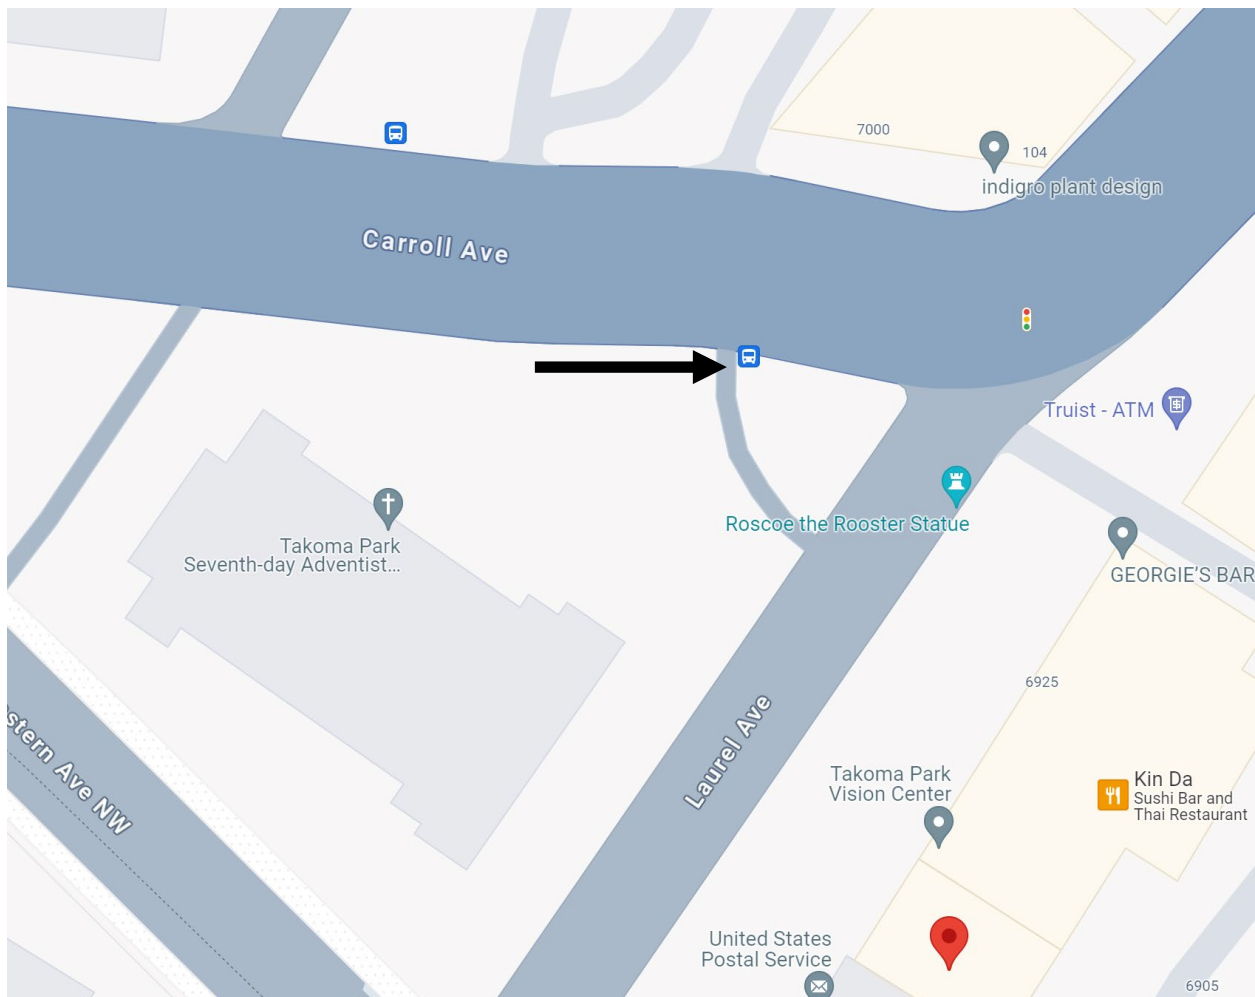 7000
104
indigro plant design
Carroll Ave
Truist - ATM
Roscoe the Rooster Statue
Takoma Park
Seventh-day Adventist...
GEORGIE'S BAR
6925
stern Ave NW
Laurel Ave
Takoma Park
Vision Center
Kin Da
Sushi Bar and
Thai Restaurant
United States
Postal Service
6905